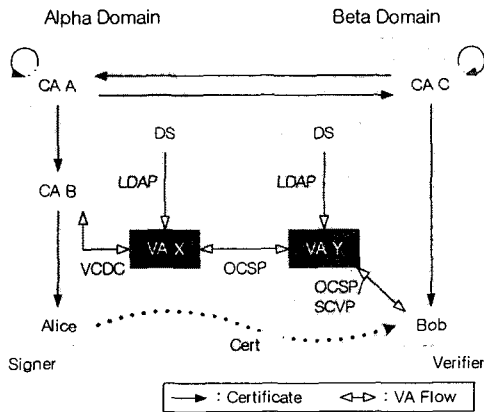 Alpha Domain
Beta Domain
CA A
CA C
DS
DS
LDAP
LDAP
CA B
VA X
VA Y
VCDC
OCSP
OCSP
SCVP
Alice
Cert
Bob
Signer
Verifier
: Certificate
: VA Flow